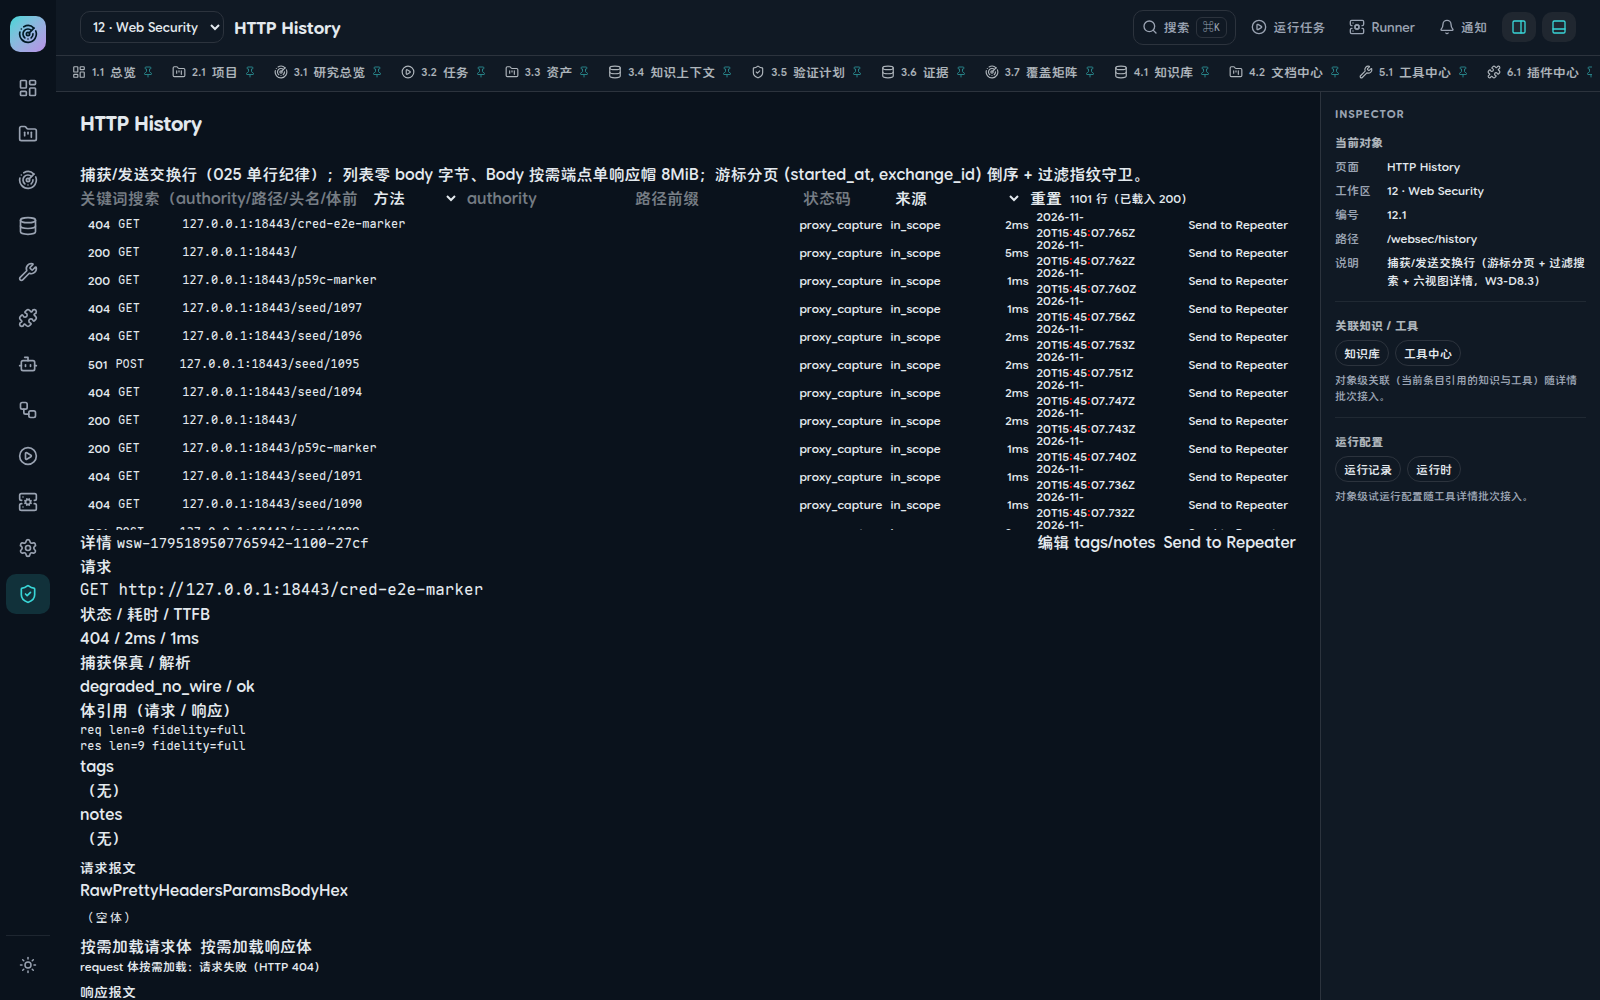 12 · Web Security
HTTP History
搜索 ⌘K
运行任务
Runner
通知
1.1 总览
2.1 项目
3.1 研究总览
3.2 任务
3.3 资产
3.4 知识上下文
3.5 验证计划
3.6 证据
3.7 覆盖矩阵
4.1 知识库
4.2 文档中心
5.1 工具中心
6.1 插件中心
HTTP History
捕获/发送交换行（025 单行纪律）；列表零 body 字节、Body 按需端点单响应帽 8MiB；游标分页 (started_at, exchange_id) 倒序 + 过滤指纹守卫。
关键词搜索（authority/路径/头名/体前 方法 authority 路径前缀 状态码 来源 重置 1101 行（已载入 200）
404 GET 127.0.0.1:18443/cred-e2e-marker proxy_capture in_scope 2ms 2026-11-20T15:45:07.765Z Send to Repeater
200 GET 127.0.0.1:18443/ proxy_capture in_scope 5ms 2026-11-20T15:45:07.762Z Send to Repeater
200 GET 127.0.0.1:18443/p59c-marker proxy_capture in_scope 1ms 2026-11-20T15:45:07.760Z Send to Repeater
404 GET 127.0.0.1:18443/seed/1097 proxy_capture in_scope 1ms 2026-11-20T15:45:07.756Z Send to Repeater
404 GET 127.0.0.1:18443/seed/1096 proxy_capture in_scope 2ms 2026-11-20T15:45:07.753Z Send to Repeater
501 POST 127.0.0.1:18443/seed/1095 proxy_capture in_scope 2ms 2026-11-20T15:45:07.751Z Send to Repeater
404 GET 127.0.0.1:18443/seed/1094 proxy_capture in_scope 2ms 2026-11-20T15:45:07.747Z Send to Repeater
200 GET 127.0.0.1:18443/ proxy_capture in_scope 2ms 2026-11-20T15:45:07.743Z Send to Repeater
200 GET 127.0.0.1:18443/p59c-marker proxy_capture in_scope 1ms 2026-11-20T15:45:07.740Z Send to Repeater
404 GET 127.0.0.1:18443/seed/1091 proxy_capture in_scope 1ms 2026-11-20T15:45:07.736Z Send to Repeater
404 GET 127.0.0.1:18443/seed/1090 proxy_capture in_scope 1ms 2026-11-20T15:45:07.732Z Send to Repeater
2026-11-
详情 wsw-1795189507765942-1100-27cf 编辑 tags/notes Send to Repeater
请求
GET http://127.0.0.1:18443/cred-e2e-marker
状态 / 耗时 / TTFB
404 / 2ms / 1ms
捕获保真 / 解析
degraded_no_wire / ok
体引用（请求 / 响应）
req len=0 fidelity=full
res len=9 fidelity=full
tags
（无）
notes
（无）
请求报文
RawPrettyHeadersParamsBodyHex
（空体）
按需加载请求体 按需加载响应体
request 体按需加载：请求失败（HTTP 404）
响应报文
INSPECTOR
当前对象
页面 HTTP History
工作区 12 · Web Security
编号 12.1
路径 /websec/history
说明 捕获/发送交换行（游标分页 + 过滤搜
索 + 六视图详情，W3-D8.3）
关联知识 / 工具
知识库 工具中心
对象级关联（当前条目引用的知识与工具）随详情
批次接入。
运行配置
运行记录 运行时
对象级试运行配置随工具详情批次接入。